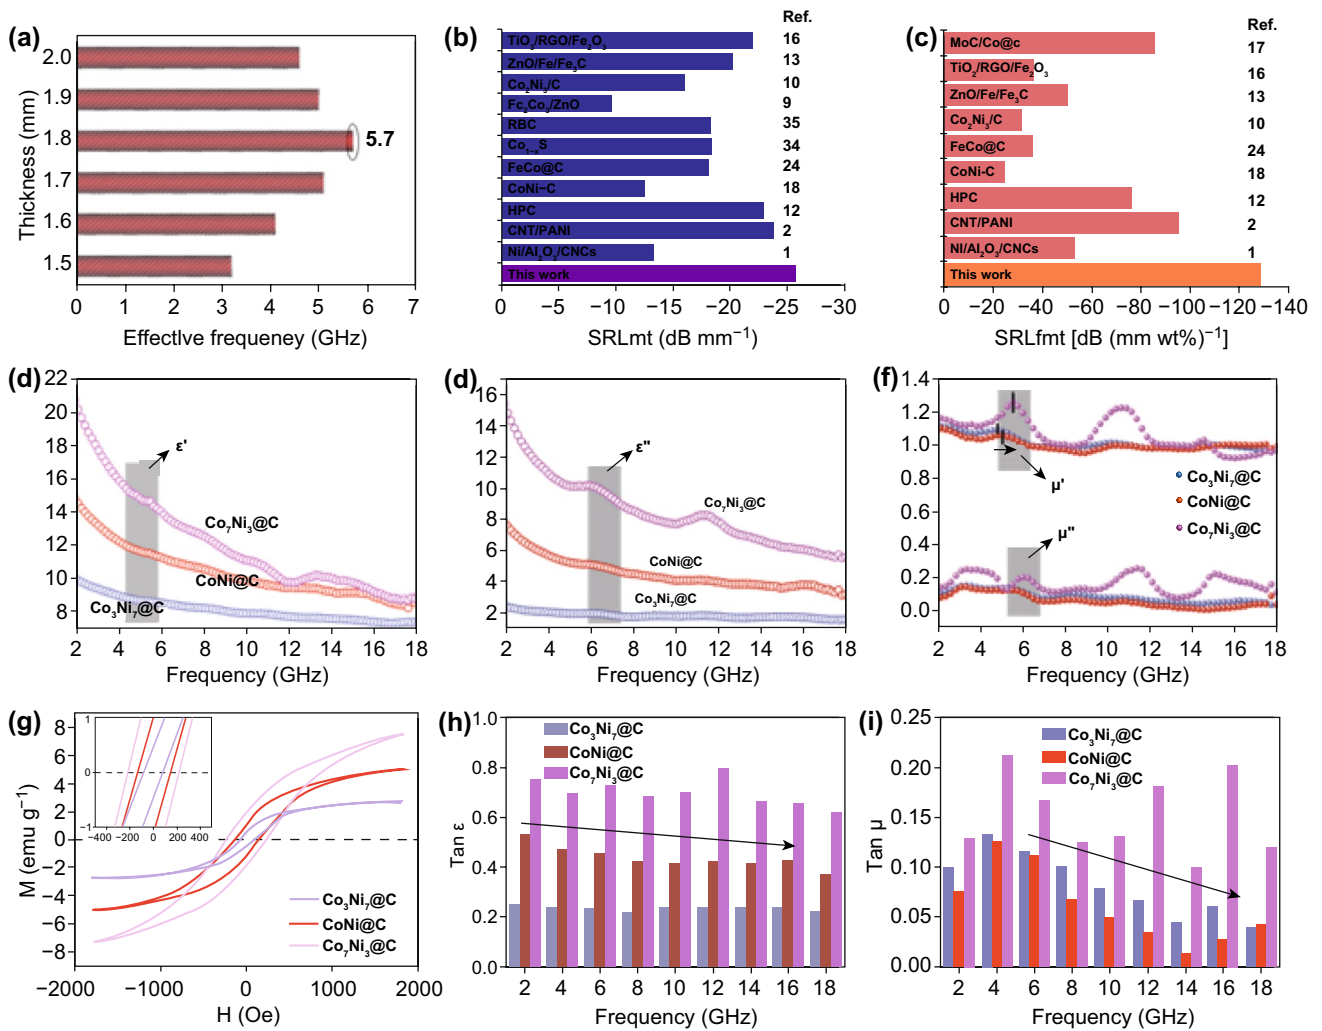 (a)
2.0
1.9
1.8
1.7
1.6
1.5
5.7
Thickness (mm)
0 1 2 3 4 5 6 7
Effectlve frequeney (GHz)
(b)
Ref.
TiO₂/RGO/Fe₂O₃ 16
ZnO/Fe/Fe₃C 13
Co₂Ni₃/C 10
Fc₂Co₃/ZnO 9
RBC 35
Co₁₋ₓS 34
FeCo@C 24
CoNi−C 18
HPC 12
CNT/PANI 2
Ni/Al₂O₃/CNCs 1
This work
0 −5 −10 −15 −20 −25 −30
SRLmt (dB mm⁻¹)
(c)
Ref.
MoC/Co@c 17
TiO₂/RGO/Fe₂O₃ 16
ZnO/Fe/Fe₃C 13
Co₂Ni₃/C 10
FeCo@C 24
CoNi-C 18
HPC 12
CNT/PANI 2
NI/Al₂O₃/CNCs 1
This work
0 −20 −40 −60 −80 −100 −120 −140
SRLfmt [dB (mm wt%)⁻¹]
(d)
22
20
18
16
14
12
10
8
ε'
Co₇Ni₃@C
CoNi@C
Co₃Ni₇@C
2 4 6 8 10 12 14 16 18
Frequency (GHz)
(d)
16
14
12
10
8
6
4
2
ε''
Co₇Ni₃@C
CoNi@C
Co₃Ni₇@C
2 4 6 8 10 12 14 16 18
Frequency (GHz)
(f)
1.4
1.2
1.0
0.8
0.6
0.4
0.2
0.0
μ'
μ''
Co₃Ni₇@C
CoNi@C
Co₇Ni₃@C
2 4 6 8 10 12 14 16 18
Frequency (GHz)
(g)
8
6
4
2
0
−2
−4
−6
−8
M (emu g⁻¹)
1
0
−1
−400 −200 0 200 400
Co₃Ni₇@C
CoNi@C
Co₇Ni₃@C
−2000 −1000 0 1000 2000
H (Oe)
(h)
1.0
0.8
0.6
0.4
0.2
0.0
Tan ε
Co₃Ni₇@C
CoNi@C
Co₇Ni₃@C
2 4 6 8 10 12 14 16 18
Frequency (GHz)
(i)
0.25
0.20
0.15
0.10
0.05
0.00
Tan μ
Co₃Ni₇@C
CoNi@C
Co₇Ni₃@C
2 4 6 8 10 12 14 16 18
Frequency (GHz)